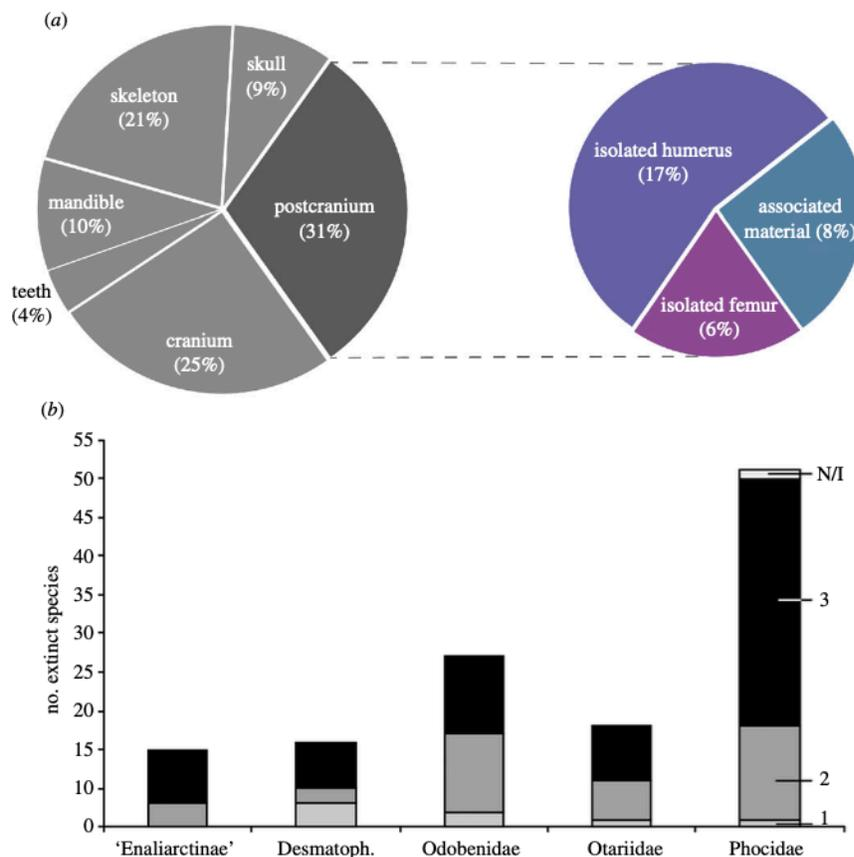 (a)
skull
(9%)
skeleton
(21%)
mandible
(10%)
teeth
(4%)
cranium
(25%)
postcranium
(31%)
isolated humerus
(17%)
associated
material (8%)
isolated femur
(6%)
(b)
no. extinct species
55
50
45
40
35
30
25
20
15
10
0
N/I
3
2
1
'Enaliarctinae'
Desmatoph.
Odobenidae
Otariidae
Phocidae